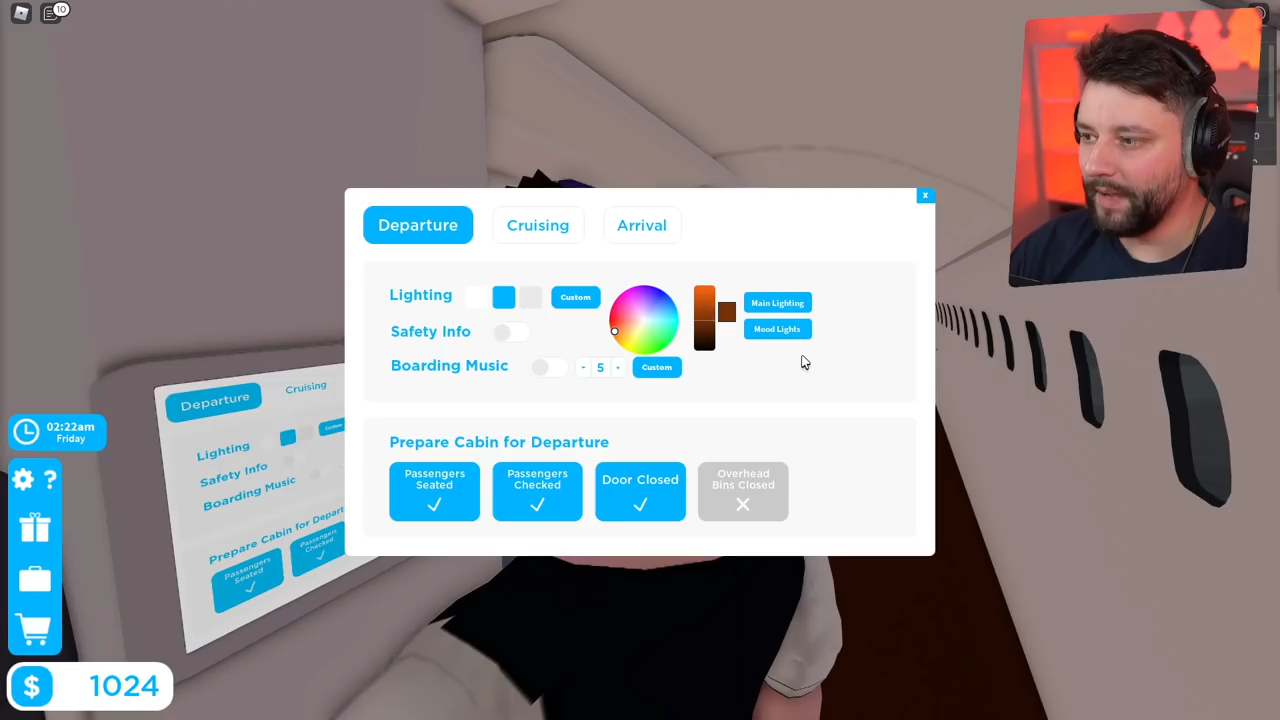 10
x
Departure
Cruising
Arrival
Lighting
Custom
Main Lighting
Safety Info
Mood Lights
Boarding Music
- 5 +
Custom
Prepare Cabin for Departure
Passengers
Seated
Passengers
Checked
Door Closed
Overhead
Bins Closed
Departure
Cruising
Lighting
Custom
Safety Info
Boarding Music
Prepare Cabin for Depart
Passengers
Seated
Passengers
Checked
02:22am
Friday
?
$ 1024